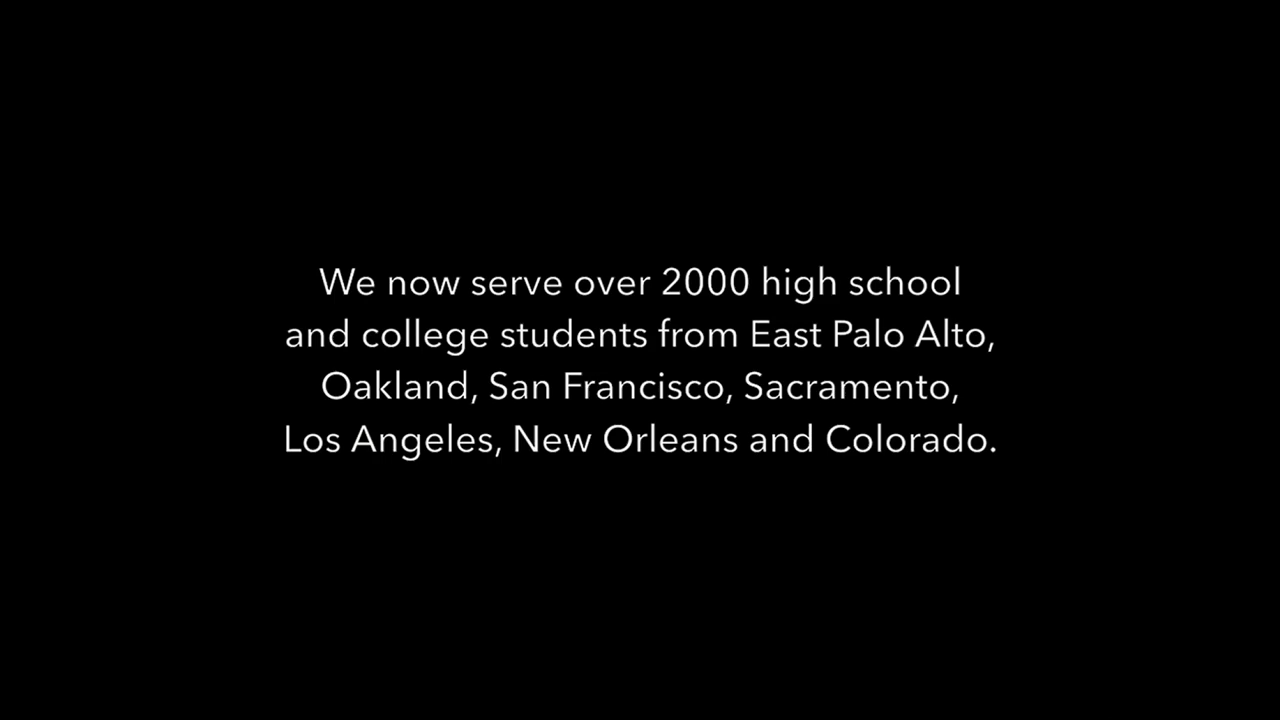 We now serve over 2000 high school
and college students from East Palo Alto,
Oakland, San Francisco, Sacramento,
Los Angeles, New Orleans and Colorado.